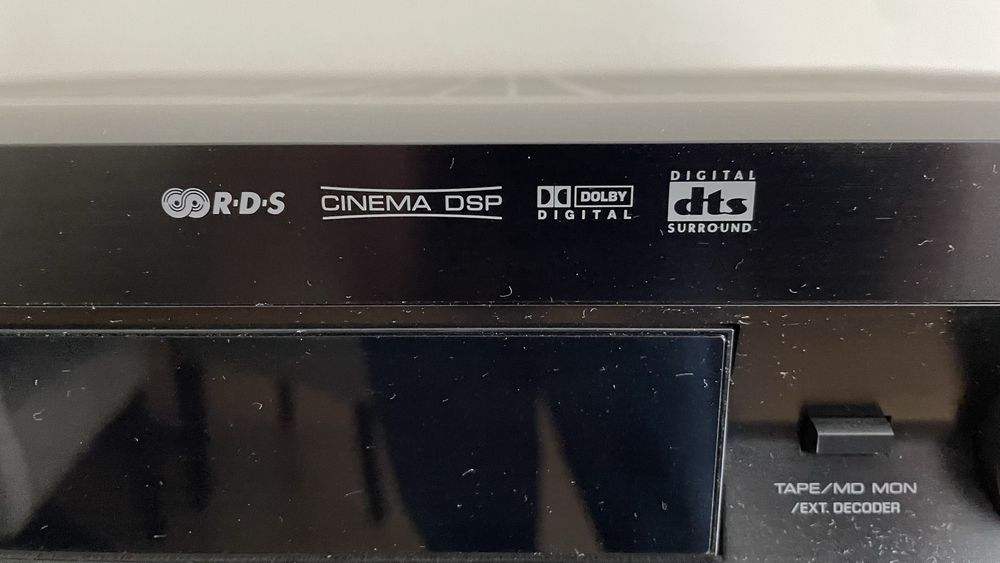 R·D·S
CINEMA DSP
DOLBY
DIGITAL
DIGITAL
dts
SURROUND
TAPE/MD MON
/EXT. DECODER